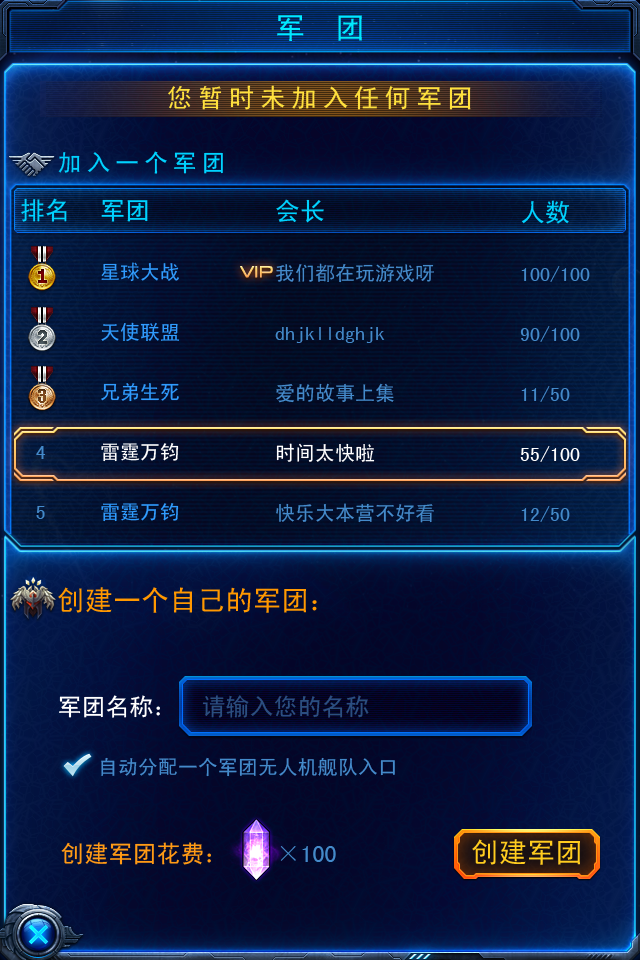 军 团
您暂时未加入任何军团
加入一个军团
排名 军团 会长 人数
1 星球大战 VIP 我们都在玩游戏呀 100/100
2 天使联盟 dhjklldghjk 90/100
3 兄弟生死 爱的故事上集 11/50
4 雷霆万钧 时间太快啦 55/100
5 雷霆万钧 快乐大本营不好看 12/50
创建一个自己的军团：
军团名称： 请输入您的名称
自动分配一个军团无人机舰队入口
创建军团花费： ×100 创建军团